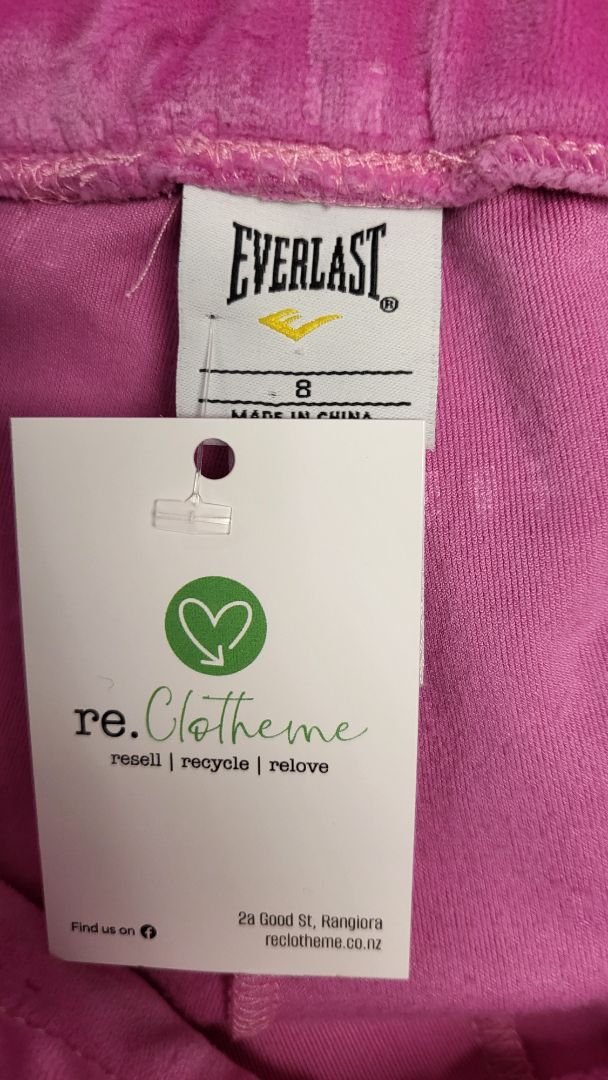 EVERLAST®
8
MADE IN CHINA
re.Clotheme
resell | recycle | relove
Find us on
2a Good St, Rangiora
reclotheme.co.nz